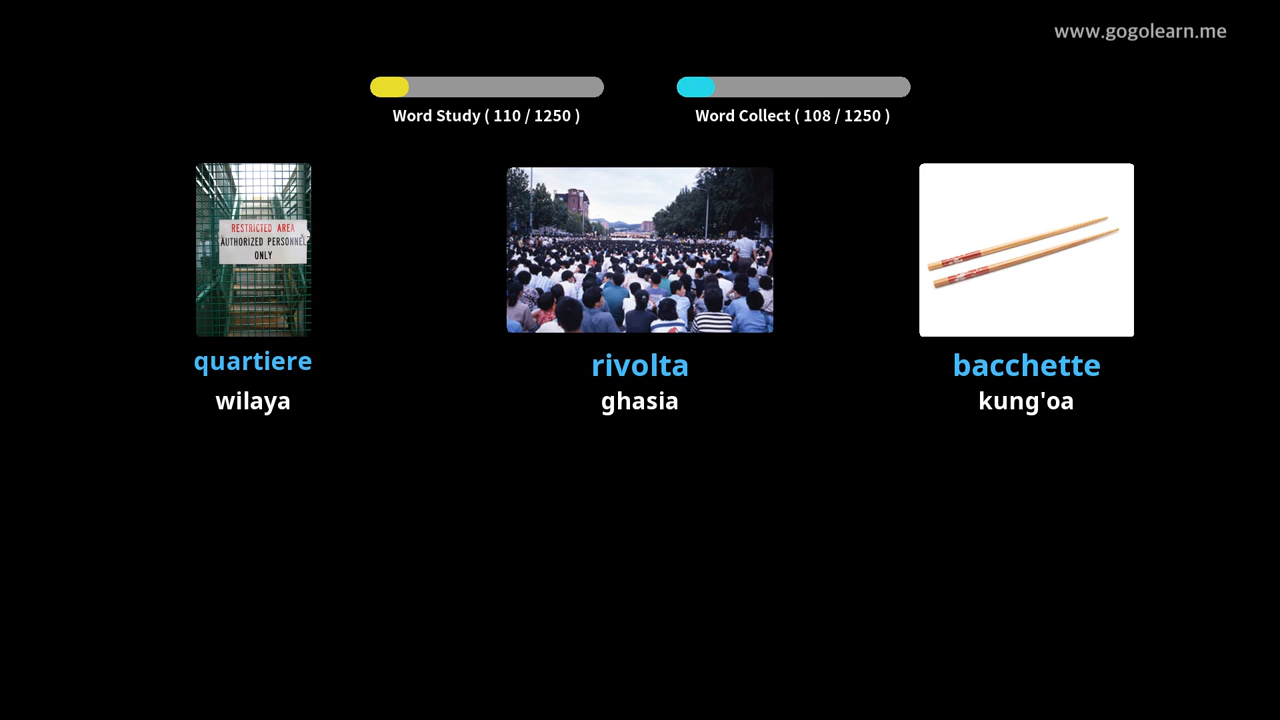 www.gogolearn.me
Word Study ( 110 / 1250 )
Word Collect ( 108 / 1250 )
RESTRICTED AREA
AUTHORIZED PERSONNEL
ONLY
quartiere
wilaya
rivolta
ghasia
bacchette
kung'oa